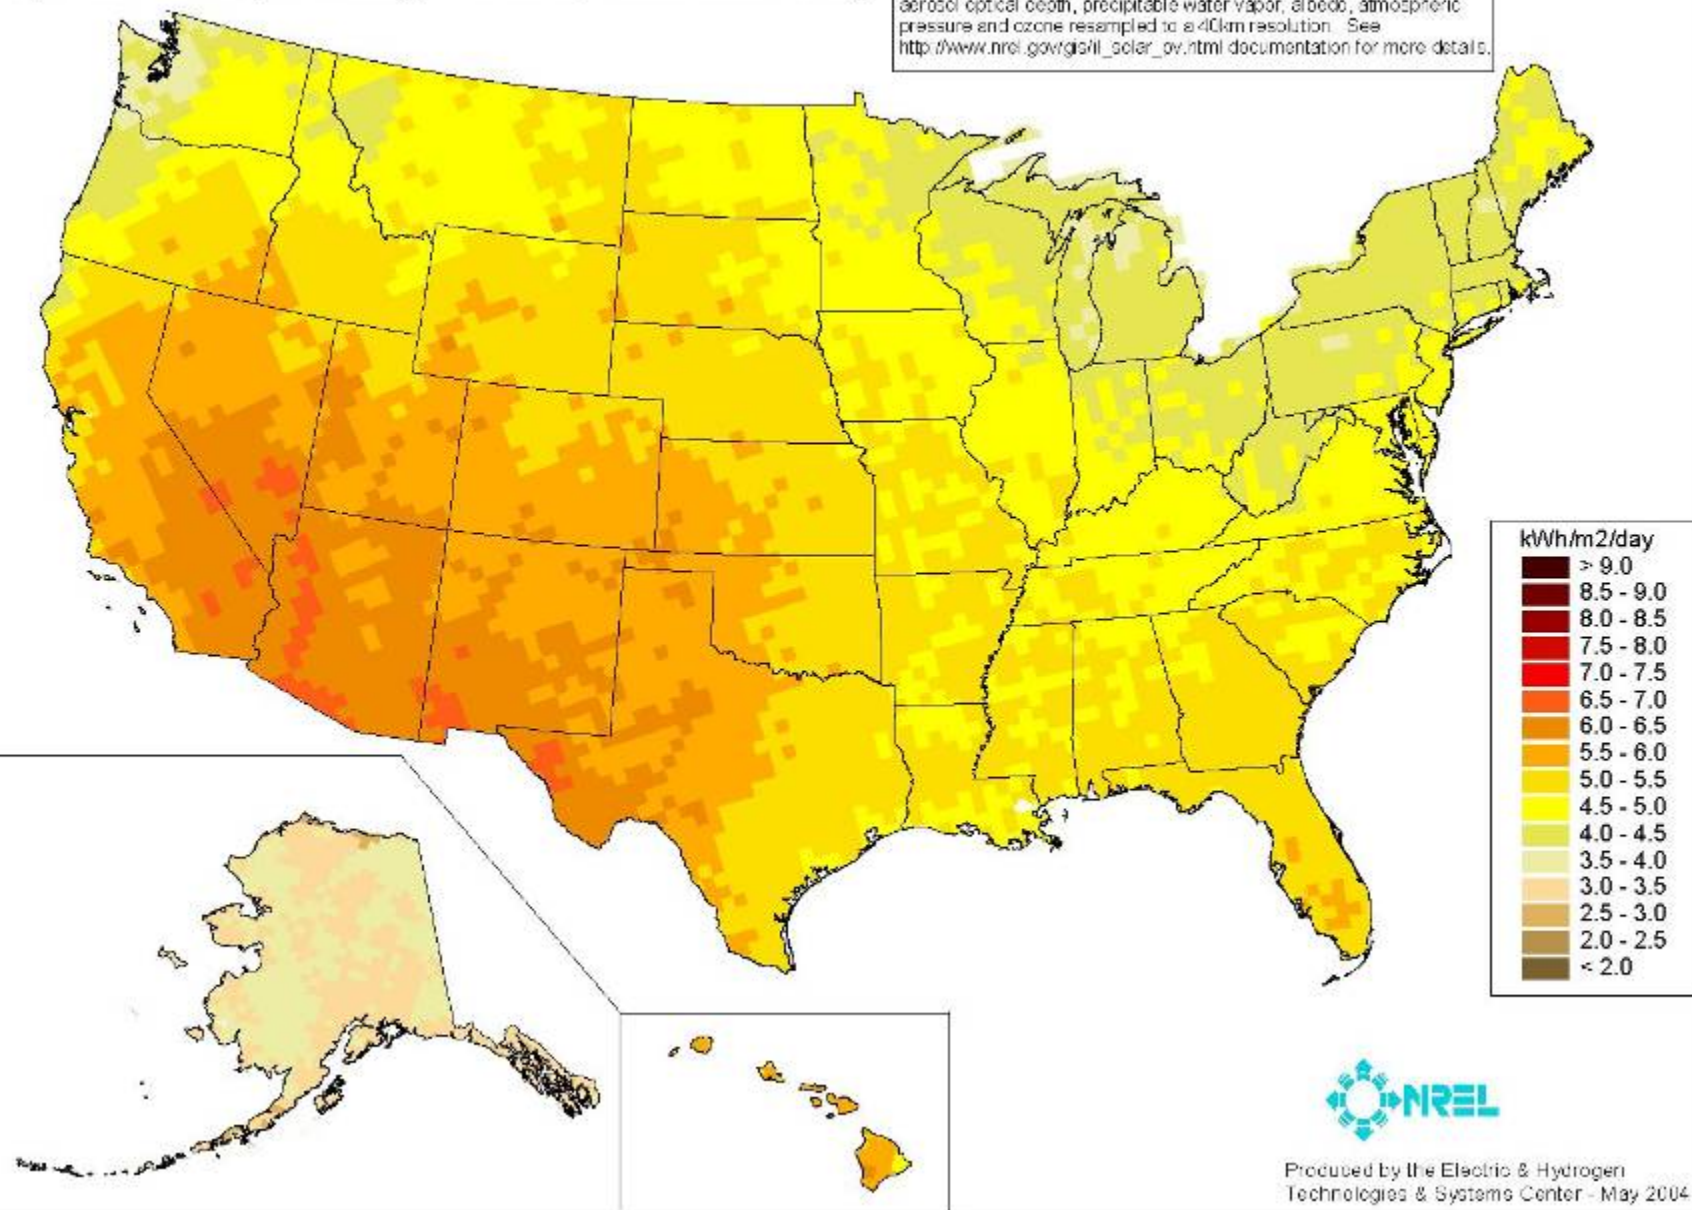 aerosol optical depth, precipitable water vapor, albedo, atmospheric
pressure and ozone resampled to a 40km resolution. See
http://www.nrel.gov/gis/il_solar_pv.html documentation for more details.
kWh/m2/day
> 9.0
8.5 - 9.0
8.0 - 8.5
7.5 - 8.0
7.0 - 7.5
6.5 - 7.0
6.0 - 6.5
5.5 - 6.0
5.0 - 5.5
4.5 - 5.0
4.0 - 4.5
3.5 - 4.0
3.0 - 3.5
2.5 - 3.0
2.0 - 2.5
< 2.0
NREL
Produced by the Electric & Hydrogen
Technologies & Systems Center - May 2004